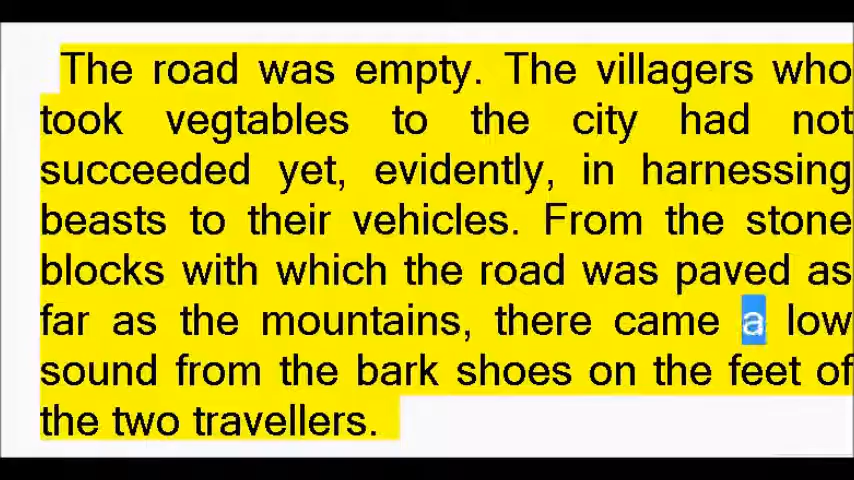 The road was empty. The villagers who
took vegtables to the city had not
succeeded yet, evidently, in harnessing
beasts to their vehicles. From the stone
blocks with which the road was paved as
far as the mountains, there came a low
sound from the bark shoes on the feet of
the two travellers.